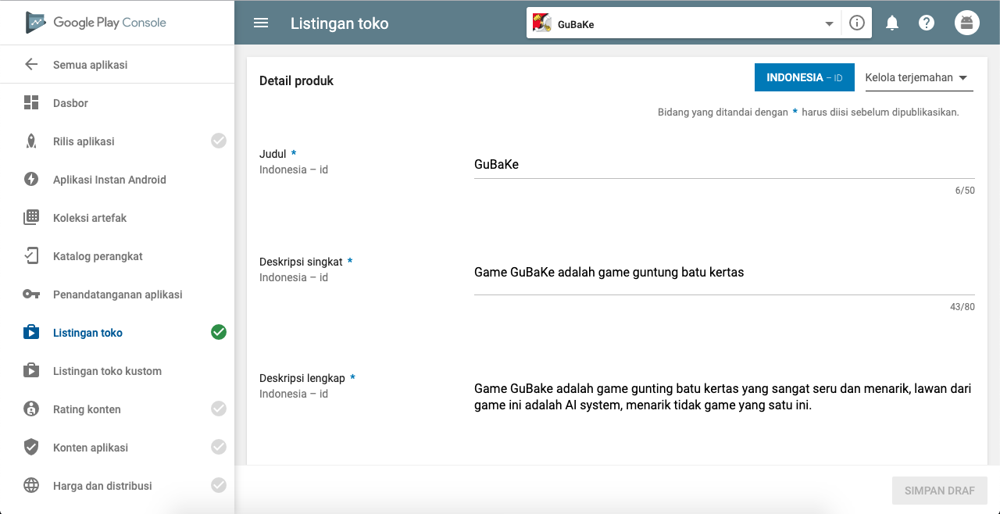 Google Play Console
Semua aplikasi
Dasbor
Rilis aplikasi
Aplikasi Instan Android
Koleksi artefak
Katalog perangkat
Penandatanganan aplikasi
Listingan toko
Listingan toko kustom
Rating konten
Konten aplikasi
Harga dan distribusi
Listingan toko
GuBaKe
Detail produk
INDONESIA – ID
Kelola terjemahan
Bidang yang ditandai dengan * harus diisi sebelum dipublikasikan.
Judul *
Indonesia – id
GuBaKe
6/50
Deskripsi singkat *
Indonesia – id
Game GuBaKe adalah game guntung batu kertas
43/80
Deskripsi lengkap *
Indonesia – id
Game GuBake adalah game gunting batu kertas yang sangat seru dan menarik, lawan dari
game ini adalah AI system, menarik tidak game yang satu ini.
SIMPAN DRAF